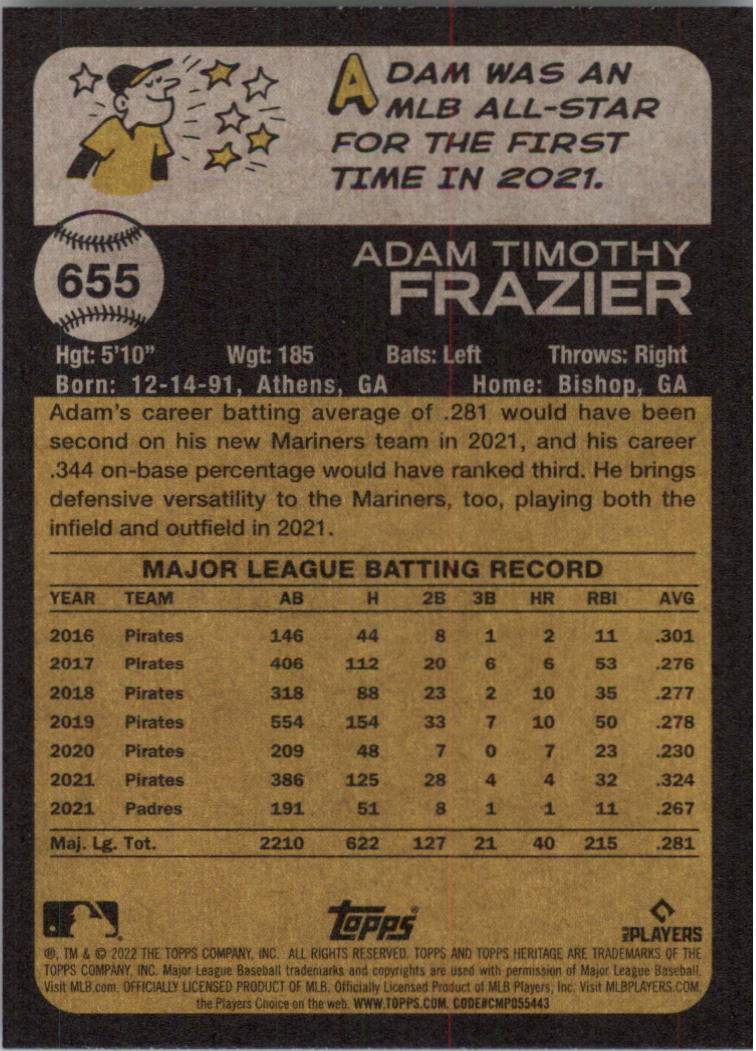 ADAM WAS AN
MLB ALL-STAR
FOR THE FIRST
TIME IN 2021.
655
ADAM TIMOTHY
FRAZIER
Hgt: 5'10" Wgt: 185 Bats: Left Throws: Right
Born: 12-14-91, Athens, GA Home: Bishop, GA
Adam's career batting average of .281 would have been
second on his new Mariners team in 2021, and his career
.344 on-base percentage would have ranked third. He brings
defensive versatility to the Mariners, too, playing both the
infield and outfield in 2021.
MAJOR LEAGUE BATTING RECORD
YEAR TEAM AB H 2B 3B HR RBI AVG
2016 Pirates 146 44 8 1 2 11 .301
2017 Pirates 406 112 20 6 6 53 .276
2018 Pirates 318 88 23 2 10 35 .277
2019 Pirates 554 154 33 7 10 50 .278
2020 Pirates 209 48 7 0 7 23 .230
2021 Pirates 386 125 28 4 4 32 .324
2021 Padres 191 51 8 1 1 11 .267
Maj. Lg. Tot. 2210 622 127 21 40 215 .281
Topps
MLB PLAYERS
®, TM & © 2022 THE TOPPS COMPANY, INC. ALL RIGHTS RESERVED. TOPPS AND TOPPS HERITAGE ARE TRADEMARKS OF THE
TOPPS COMPANY, INC. Major League Baseball trademarks and copyrights are used with permission of Major League Baseball.
Visit MLB.com. OFFICIALLY LICENSED PRODUCT OF MLB. Officially Licensed Product of MLB Players, Inc. Visit MLBPLAYERS.COM,
the Players Choice on the web. WWW.TOPPS.COM. CODE#CMP055443